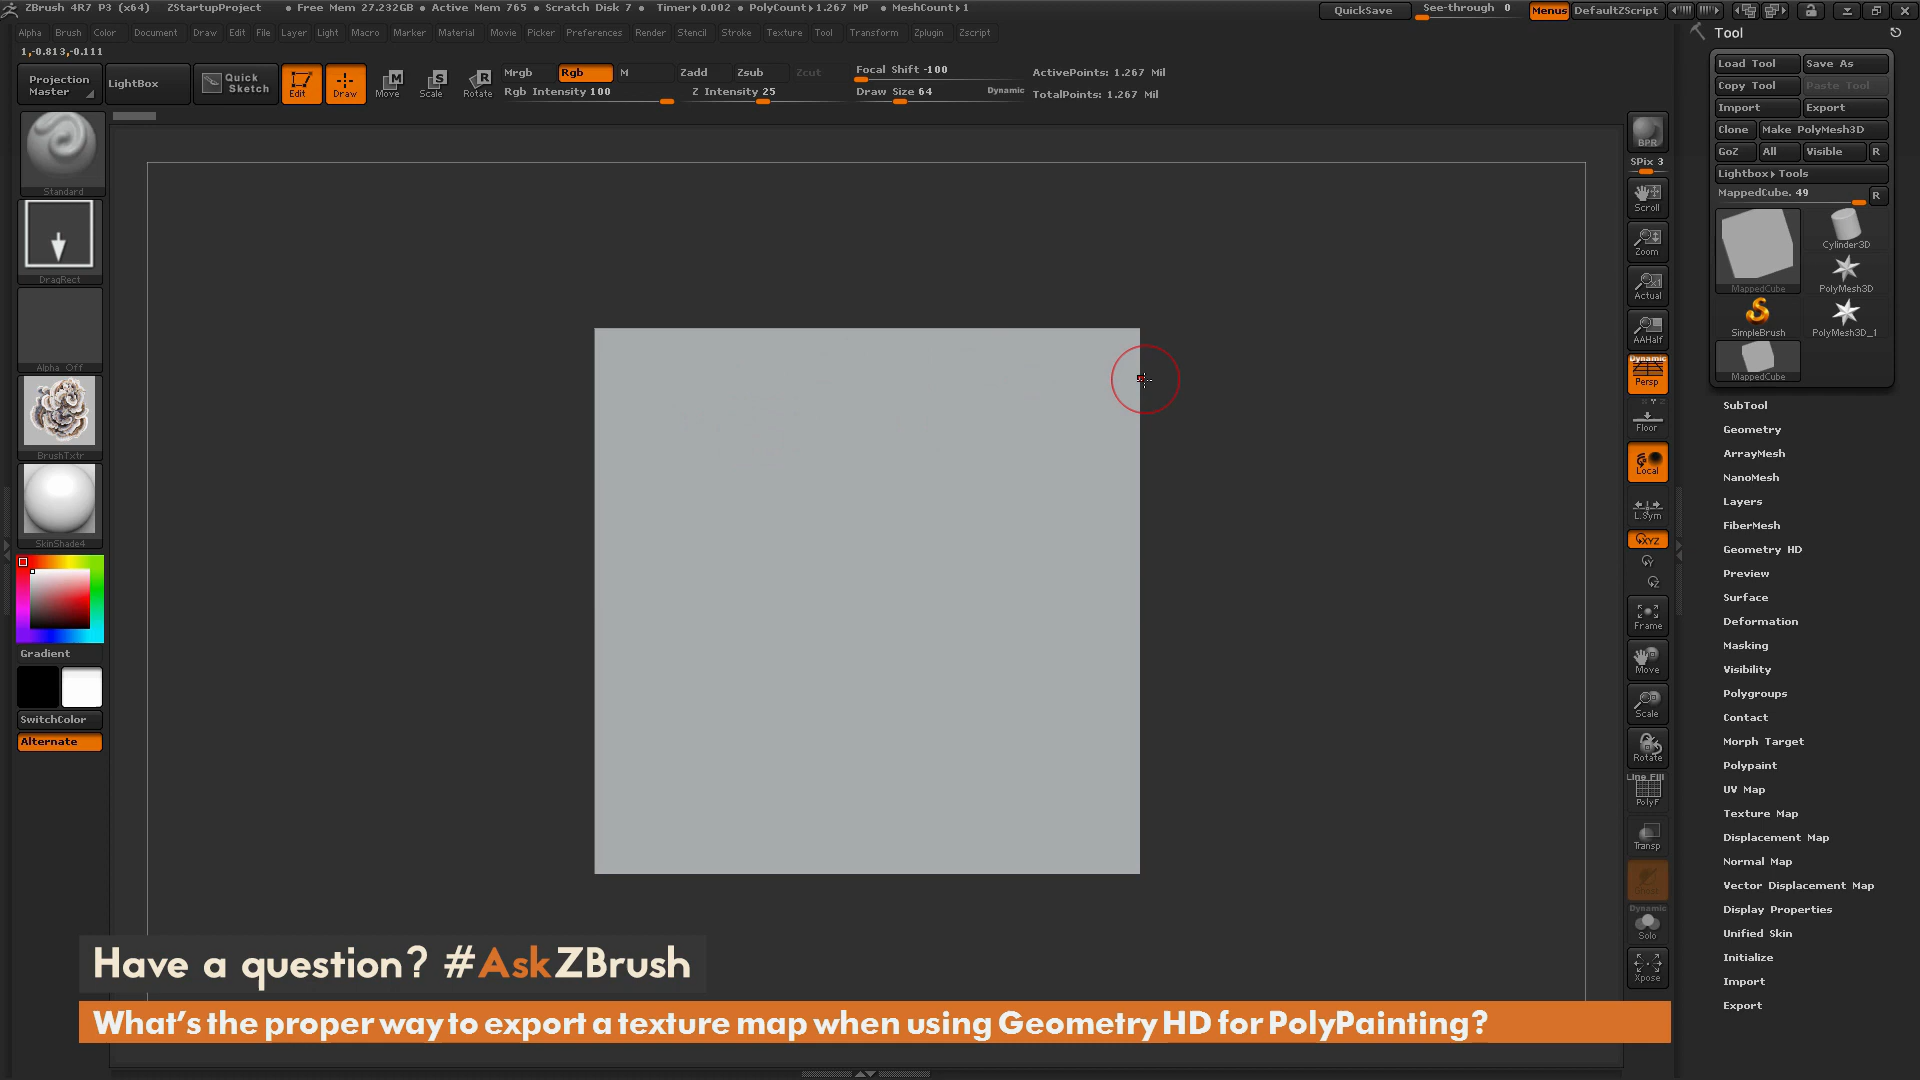 ZBrush 4R7 P3 (x64) ZStartupProject • Free Mem 27.232GB • Active Mem 765 • Scratch Disk 7 • Timer▸0.002 • PolyCount▸1.267 MP • MeshCount▸1 QuickSave See-through 0 Menus DefaultZScript
Alpha Brush Color Document Draw Edit File Layer Light Macro Marker Material Movie Picker Preferences Render Stencil Stroke Texture Tool Transform Zplugin Zscript
1,-0.813,-0.111
Projection Master
LightBox
Quick Sketch
Edit
Draw
Move
Scale
Rotate
Mrgb Rgb M
Rgb Intensity 100
Zadd Zsub Zcut
Z Intensity 25
Focal Shift -100
Draw Size 64 Dynamic
ActivePoints: 1.267 Mil
TotalPoints: 1.267 Mil
Standard
DragRect
Alpha Off
BrushTxtr
SkinShade4
Gradient
SwitchColor
Alternate
BPR
SPix 3
Scroll
Zoom
Actual
AAHalf
Dynamic
Persp
Floor
Local
L.Sym
XYZ
Y
Z
Frame
Move
Scale
Rotate
Line Fill
PolyF
Transp
Dynamic
Solo
Xpose
Tool
Load Tool Save As
Copy Tool Paste Tool
Import Export
Clone Make PolyMesh3D
GoZ All Visible R
Lightbox▸Tools
MappedCube. 49 R
MappedCube
Cylinder3D
PolyMesh3D
SimpleBrush
PolyMesh3D_1
MappedCube
SubTool
Geometry
ArrayMesh
NanoMesh
Layers
FiberMesh
Geometry HD
Preview
Surface
Deformation
Masking
Visibility
Polygroups
Contact
Morph Target
Polypaint
UV Map
Texture Map
Displacement Map
Normal Map
Vector Displacement Map
Display Properties
Unified Skin
Initialize
Import
Export
Have a question? #AskZBrush
What's the proper way to export a texture map when using Geometry HD for PolyPainting?